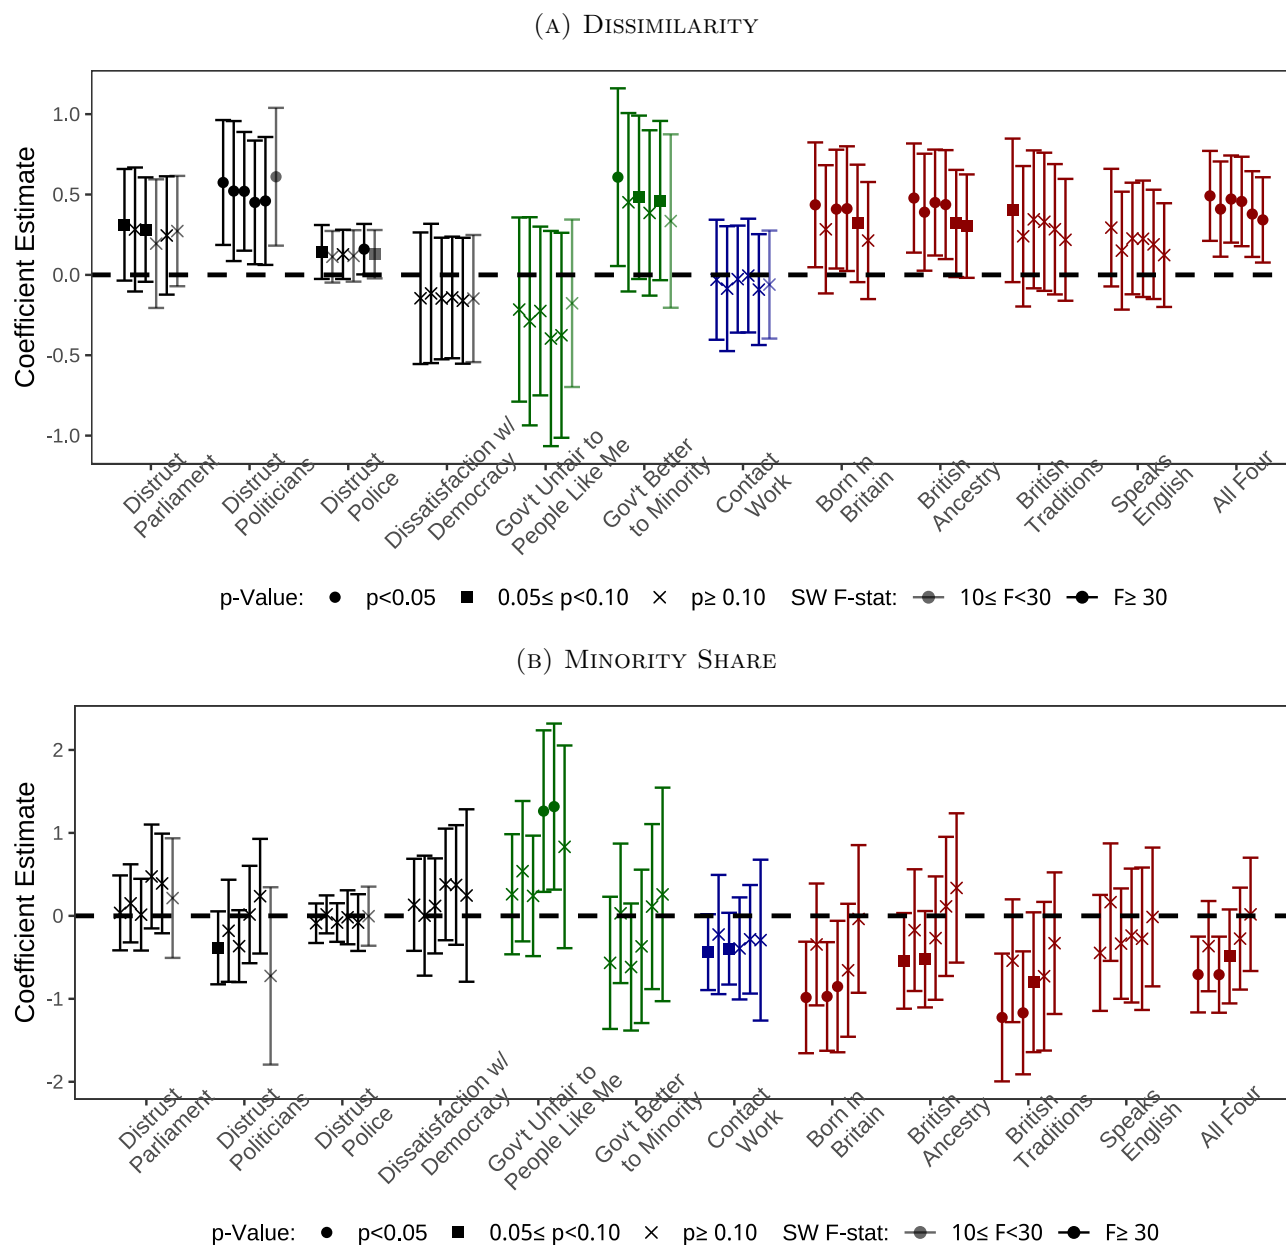 (A) DISSIMILARITY
Coefficient Estimate
1.0
0.5
0.0
-0.5
-1.0
Distrust
Parliament
Distrust
Politicians
Distrust
Police
Dissatisfaction w/
Democracy
Gov't Unfair to
People Like Me
Gov't Better
to Minority
Contact
Work
Born in
Britain
British
Ancestry
British
Traditions
Speaks
English
All Four
p-Value: p<0.05 0.05≤ p<0.10 p≥ 0.10 SW F-stat: 10≤ F<30 F≥ 30
(B) MINORITY SHARE
Coefficient Estimate
2
1
0
-1
-2
Distrust
Parliament
Distrust
Politicians
Distrust
Police
Dissatisfaction w/
Democracy
Gov't Unfair to
People Like Me
Gov't Better
to Minority
Contact
Work
Born in
Britain
British
Ancestry
British
Traditions
Speaks
English
All Four
p-Value: p<0.05 0.05≤ p<0.10 p≥ 0.10 SW F-stat: 10≤ F<30 F≥ 30